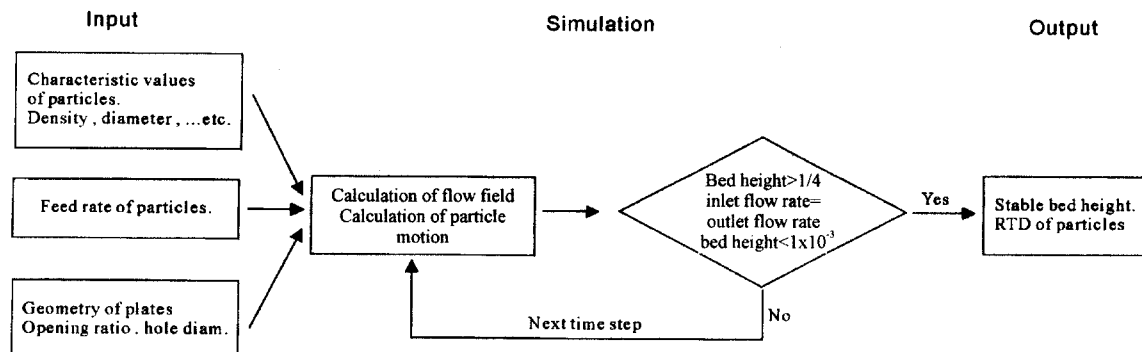 Input
Simulation
Output
Characteristic values
of particles.
Density , diameter , ...etc.
Feed rate of particles.
Geometry of plates
Opening ratio . hole diam.
Calculation of flow field
Calculation of particle
motion
Bed height>1/4
inlet flow rate=
outlet flow rate
bed height<1x10⁻³
Yes
No
Next time step
Stable bed height.
RTD of particles